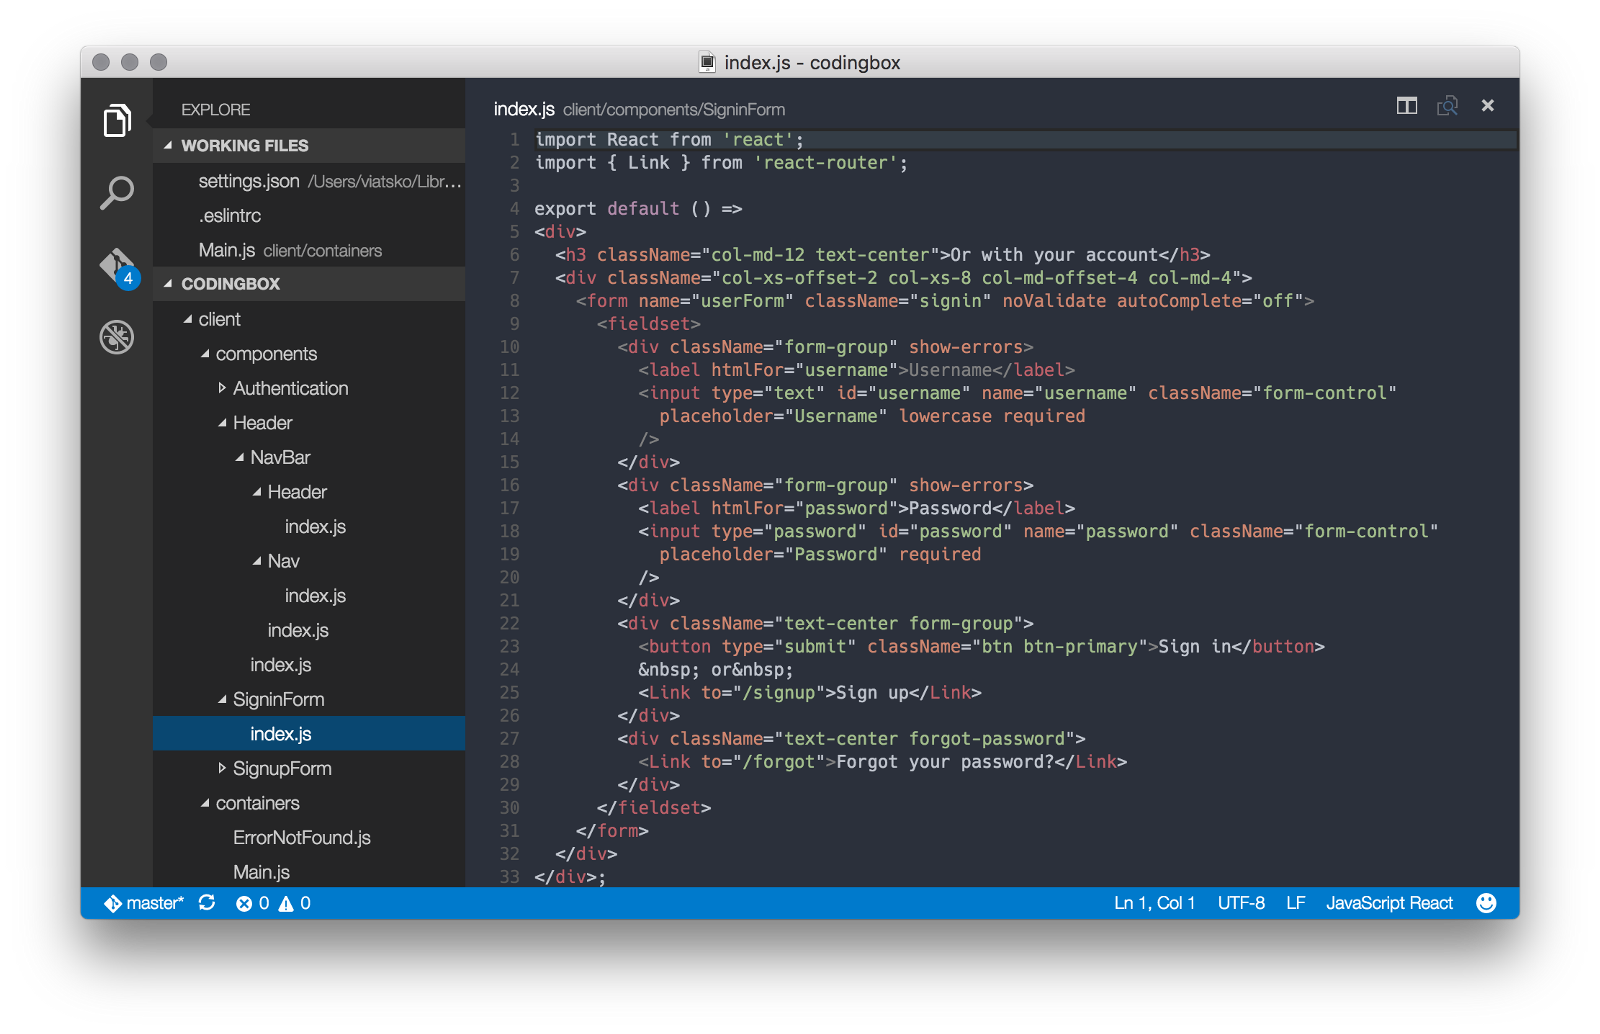 index.js - codingbox
EXPLORE
WORKING FILES
settings.json /Users/viatsko/Libr...
.eslintrc
Main.js client/containers
4
CODINGBOX
client
components
Authentication
Header
NavBar
Header
index.js
Nav
index.js
index.js
index.js
SigninForm
index.js
SignupForm
containers
ErrorNotFound.js
Main.js
index.js client/components/SigninForm
1 import React from 'react';
2 import { Link } from 'react-router';
3
4 export default () =>
5 <div>
6 <h3 className="col-md-12 text-center">Or with your account</h3>
7 <div className="col-xs-offset-2 col-xs-8 col-md-offset-4 col-md-4">
8 <form name="userForm" className="signin" noValidate autoComplete="off">
9 <fieldset>
10 <div className="form-group" show-errors>
11 <label htmlFor="username">Username</label>
12 <input type="text" id="username" name="username" className="form-control"
13 placeholder="Username" lowercase required
14 />
15 </div>
16 <div className="form-group" show-errors>
17 <label htmlFor="password">Password</label>
18 <input type="password" id="password" name="password" className="form-control"
19 placeholder="Password" required
20 />
21 </div>
22 <div className="text-center form-group">
23 <button type="submit" className="btn btn-primary">Sign in</button>
24 &nbsp; or&nbsp;
25 <Link to="/signup">Sign up</Link>
26 </div>
27 <div className="text-center forgot-password">
28 <Link to="/forgot">Forgot your password?</Link>
29 </div>
30 </fieldset>
31 </form>
32 </div>
33 </div>;
master* 0 0 Ln 1, Col 1 UTF-8 LF JavaScript React